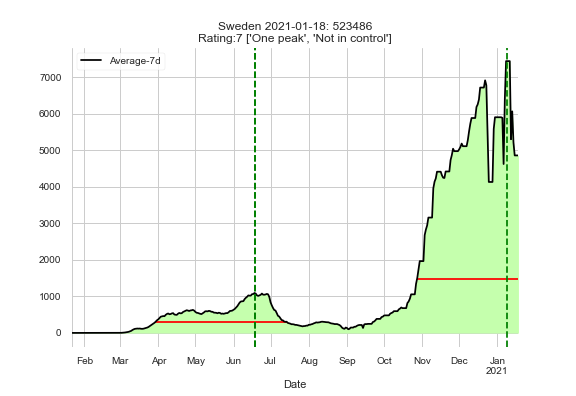 Sweden 2021-01-18: 523486
Rating:7 ['One peak', 'Not in control']
Average-7d
7000
6000
5000
4000
3000
2000
1000
0
Feb Mar Apr May Jun Jul Aug Sep Oct Nov Dec Jan
2021
Date